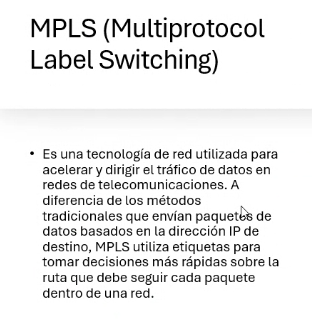 MPLS (Multiprotocol
Label Switching)
• Es una tecnología de red utilizada para
acelerar y dirigir el tráfico de datos en
redes de telecomunicaciones. A
diferencia de los métodos
tradicionales que envían paquetes de
datos basados en la dirección IP de
destino, MPLS utiliza etiquetas para
tomar decisiones más rápidas sobre la
ruta que debe seguir cada paquete
dentro de una red.